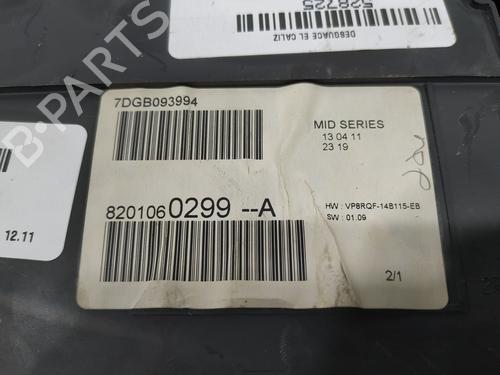 528725
DESGUACE EL CALIZ
B-PARTS
7DGB093994
MID SERIES
13 04 11
23 19
8201060299 --A
HW : VP8RQF-14B115-EB
SW : 01.09
12.11
2/1